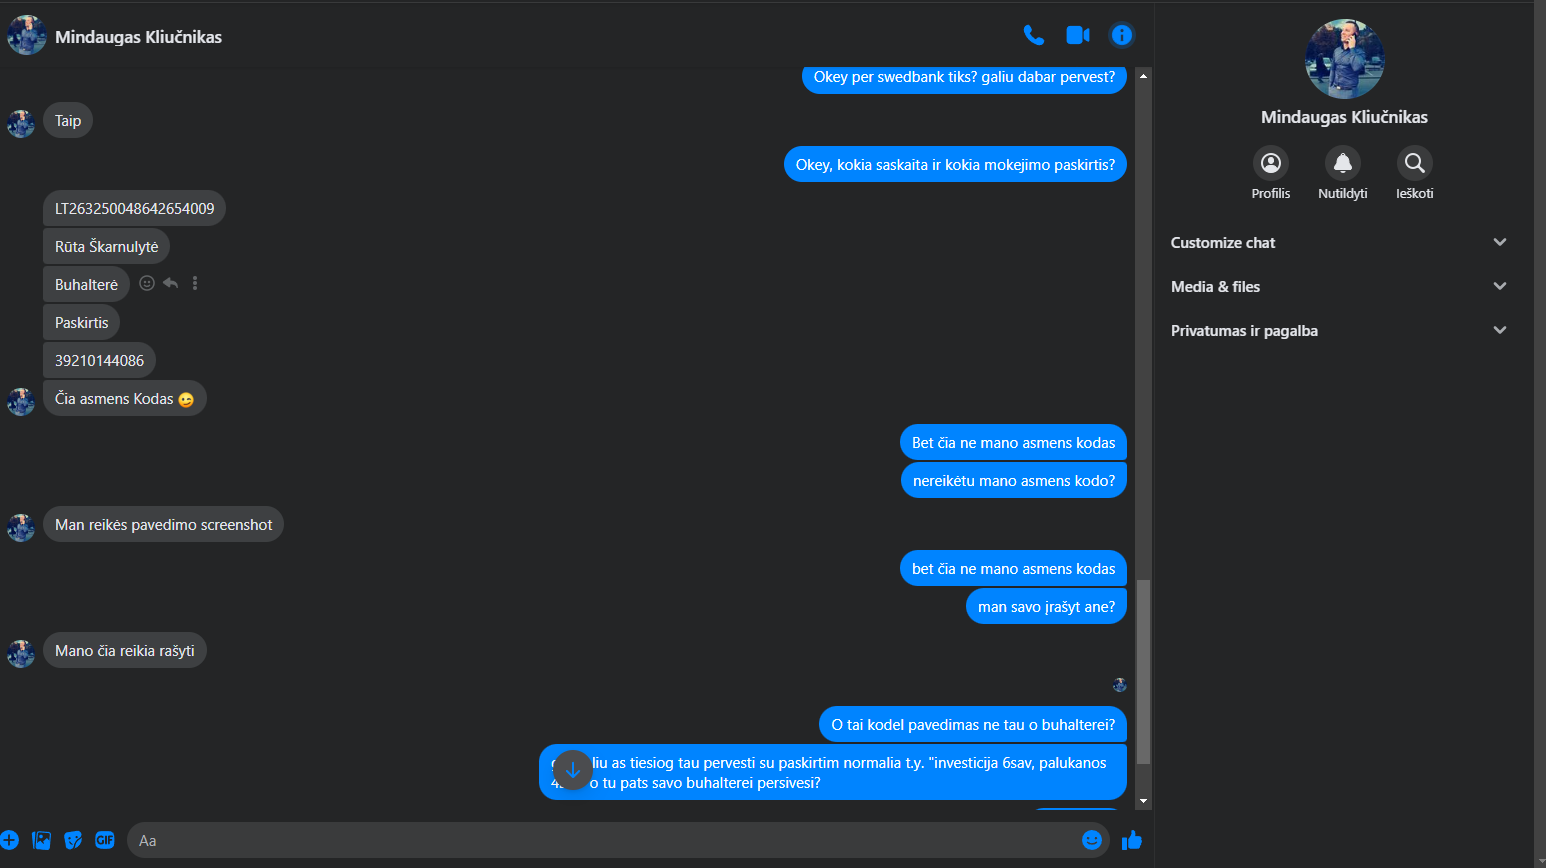 Mindaugas Kliučnikas
Okey per swedbank tiks? galiu dabar pervest?
Taip
Okey, kokia saskaita ir kokia mokejimo paskirtis?
LT263250048642654009
Rūta Škarnulytė
Buhalterė
Paskirtis
39210144086
Čia asmens Kodas 😉
Bet čia ne mano asmens kodas
nereikėtu mano asmens kodo?
Man reikės pavedimo screenshot
bet čia ne mano asmens kodas
man savo įrašyt ane?
Mano čia reikia rašyti
O tai kodel pavedimas ne tau o buhalterei?
as tiesiog tau pervesti su paskirtim normalia t.y. "investicija 6sav, palukanos
o tu pats savo buhalterei persivesi?
GIF
Aa
Mindaugas Kliučnikas
Profilis
Nutildyti
Ieškoti
Customize chat
Media & files
Privatumas ir pagalba